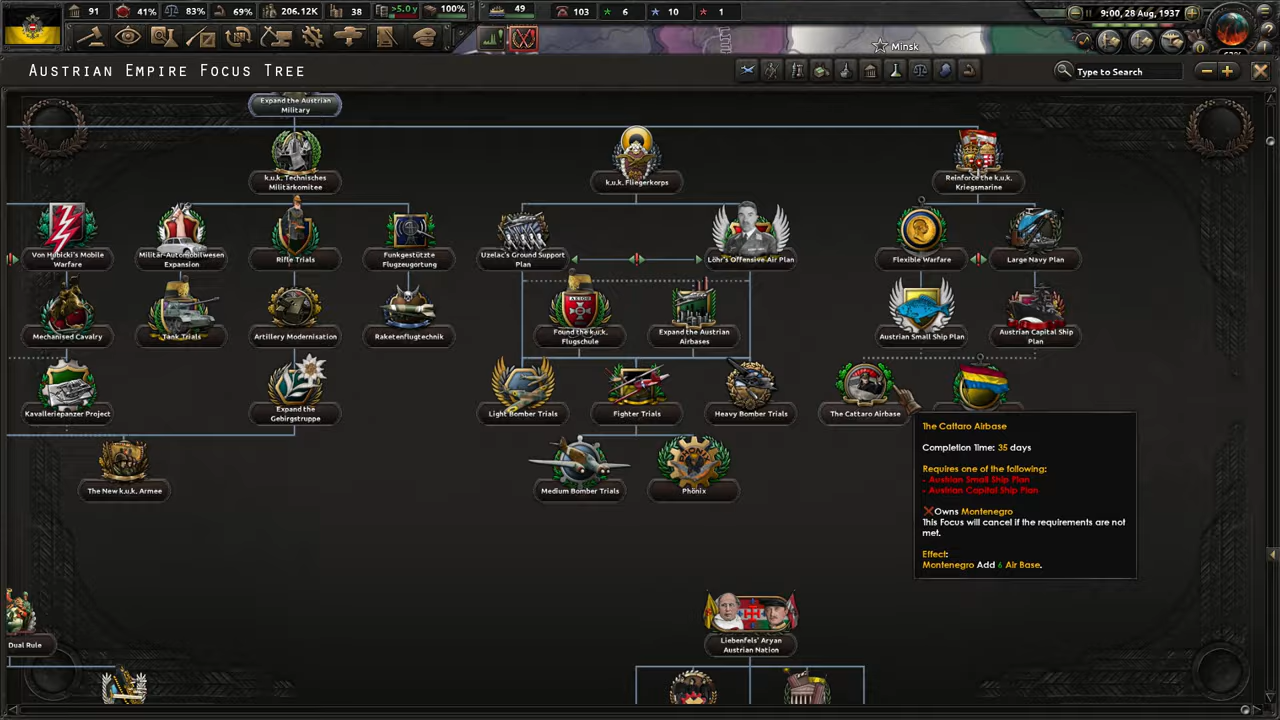 91
41%
83%
69%
206.12K
38
>5.0 y
100%
49
103
6
10
1
9:00, 28 Aug, 1937
Minsk
AUSTRIAN EMPIRE FOCUS TREE
Type to Search
Expand the Austrian
Military
k.u.k. Technisches
Militärkomitee
k.u.k. Fliegerkorps
Reinforce the k.u.k.
Kriegsmarine
Von Hubicki's Mobile
Warfare
Militär-Automobilwesen
Expansion
Rifle Trials
Funkgestützte
Flugzeugortung
Uzelac's Ground Support
Plan
Löhr's Offensive Air Plan
Flexible Warfare
Large Navy Plan
Mechanised Cavalry
Tank Trials
Artillery Modernisation
Raketenflugtechnik
Found the k.u.k.
Flugschule
Expand the Austrian
Airbases
Austrian Small Ship Plan
Austrian Capital Ship
Plan
Kavalleriepanzer Project
Expand the
Gebirgstruppe
Light Bomber Trials
Fighter Trials
Heavy Bomber Trials
The Cattaro Airbase
The New k.u.k. Armee
Medium Bomber Trials
Phönix
The Cattaro Airbase
Completion Time: 35 days
Requires one of the following:
- Austrian Small Ship Plan
- Austrian Capital Ship Plan
Owns Montenegro
This Focus will cancel if the requirements are not
met.
Effect:
Montenegro Add 6 Air Base.
Dual Rule
Liebenfels' Aryan
Austrian Nation